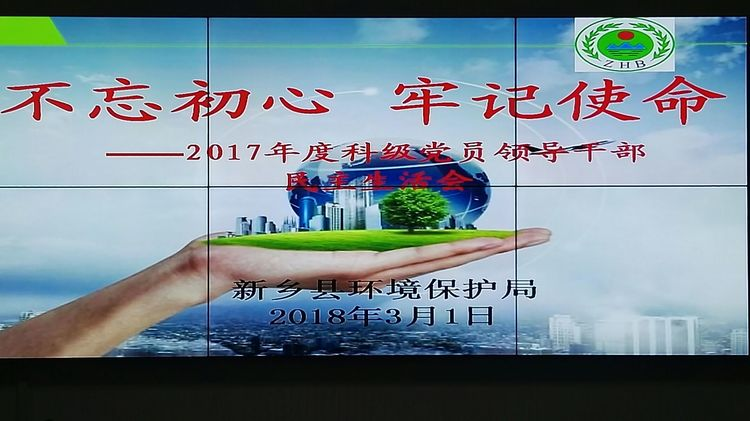 ZHB
不忘初心 牢记使命
——2017年度科级党员领导干部
民主生活会
新乡县环境保护局
2018年3月1日